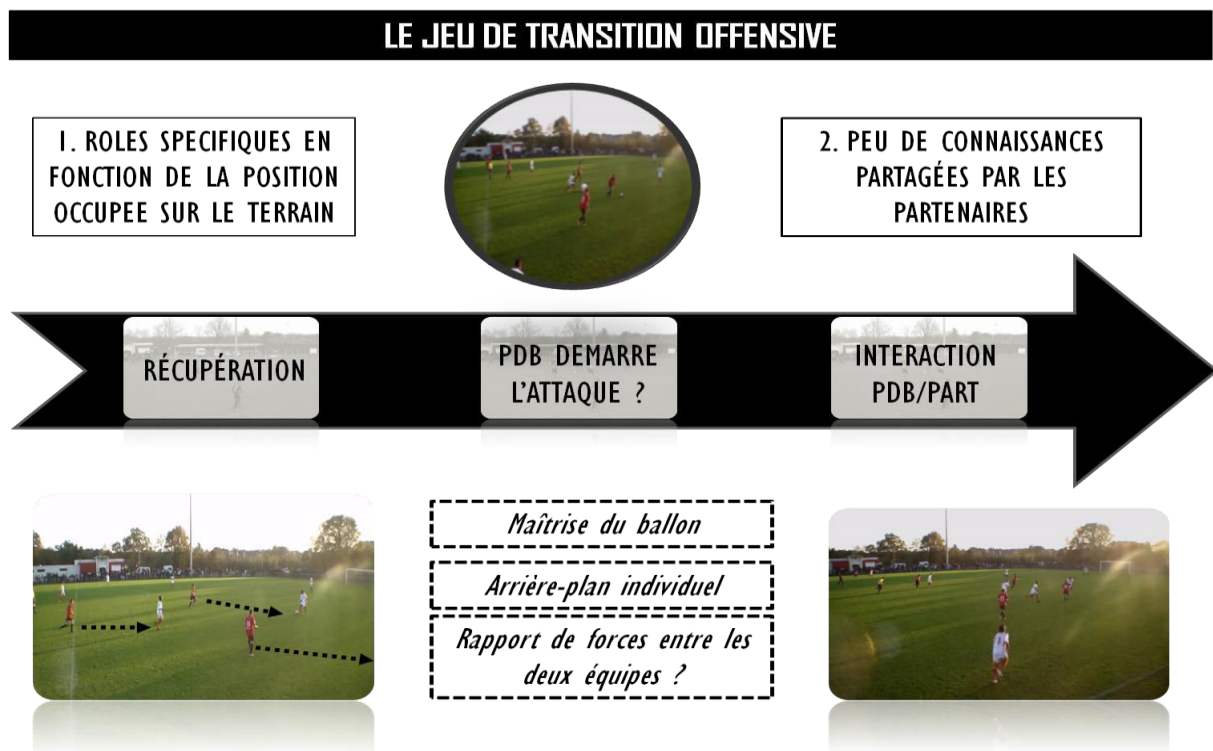 LE JEU DE TRANSITION OFFENSIVE
1. ROLES SPECIFIQUES EN
FONCTION DE LA POSITION
OCCUPEE SUR LE TERRAIN
2. PEU DE CONNAISSANCES
PARTAGÉES PAR LES
PARTENAIRES
RÉCUPÉRATION
PDB DEMARRE
L'ATTAQUE ?
INTERACTION
PDB/PART
Maîtrise du ballon
Arrière-plan individuel
Rapport de forces entre les
deux équipes ?